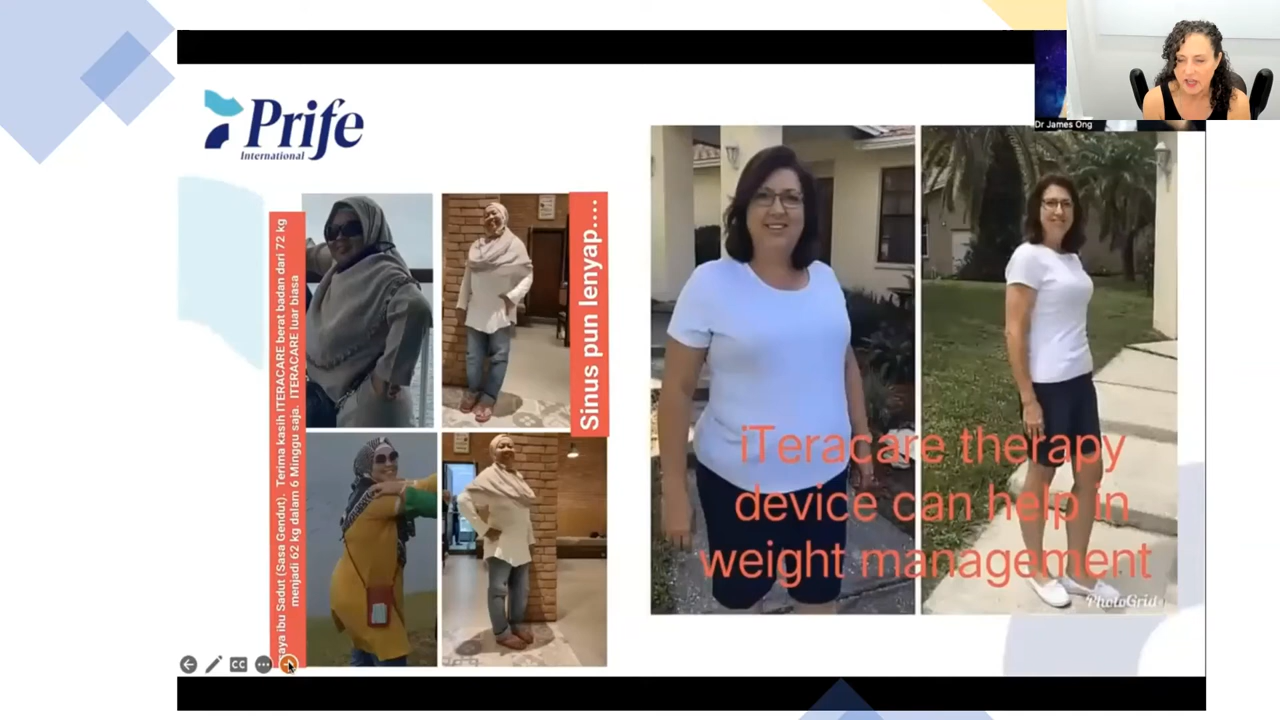 Prife
International
Dr James Ong
aya ibu Sadut (Sasa Gendut). Terima kasih ITERACARE berat badan dari 72 kg
menjadi 62 kg dalam 6 Minggu saja. ITERACARE luar biasa
Sinus pun lenyap....
iTeracare therapy
device can help in
weight management
PhotoGrid
CC